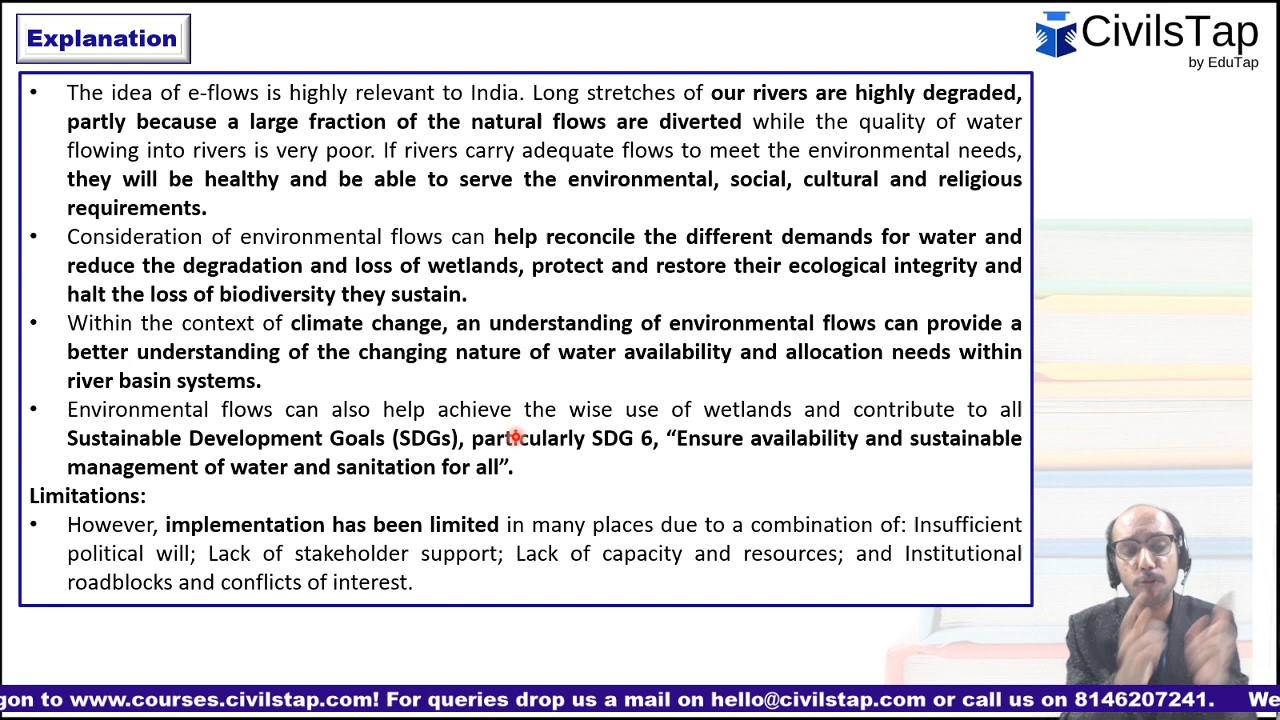 Explanation
CivilsTap
by EduTap
• The idea of e-flows is highly relevant to India. Long stretches of our rivers are highly degraded,
partly because a large fraction of the natural flows are diverted while the quality of water
flowing into rivers is very poor. If rivers carry adequate flows to meet the environmental needs,
they will be healthy and be able to serve the environmental, social, cultural and religious
requirements.
• Consideration of environmental flows can help reconcile the different demands for water and
reduce the degradation and loss of wetlands, protect and restore their ecological integrity and
halt the loss of biodiversity they sustain.
• Within the context of climate change, an understanding of environmental flows can provide a
better understanding of the changing nature of water availability and allocation needs within
river basin systems.
• Environmental flows can also help achieve the wise use of wetlands and contribute to all
Sustainable Development Goals (SDGs), particularly SDG 6, “Ensure availability and sustainable
management of water and sanitation for all”.
Limitations:
• However, implementation has been limited in many places due to a combination of: Insufficient
political will; Lack of stakeholder support; Lack of capacity and resources; and Institutional
roadblocks and conflicts of interest.
gon to www.courses.civilstap.com! For queries drop us a mail on hello@civilstap.com or call us on 8146207241. We